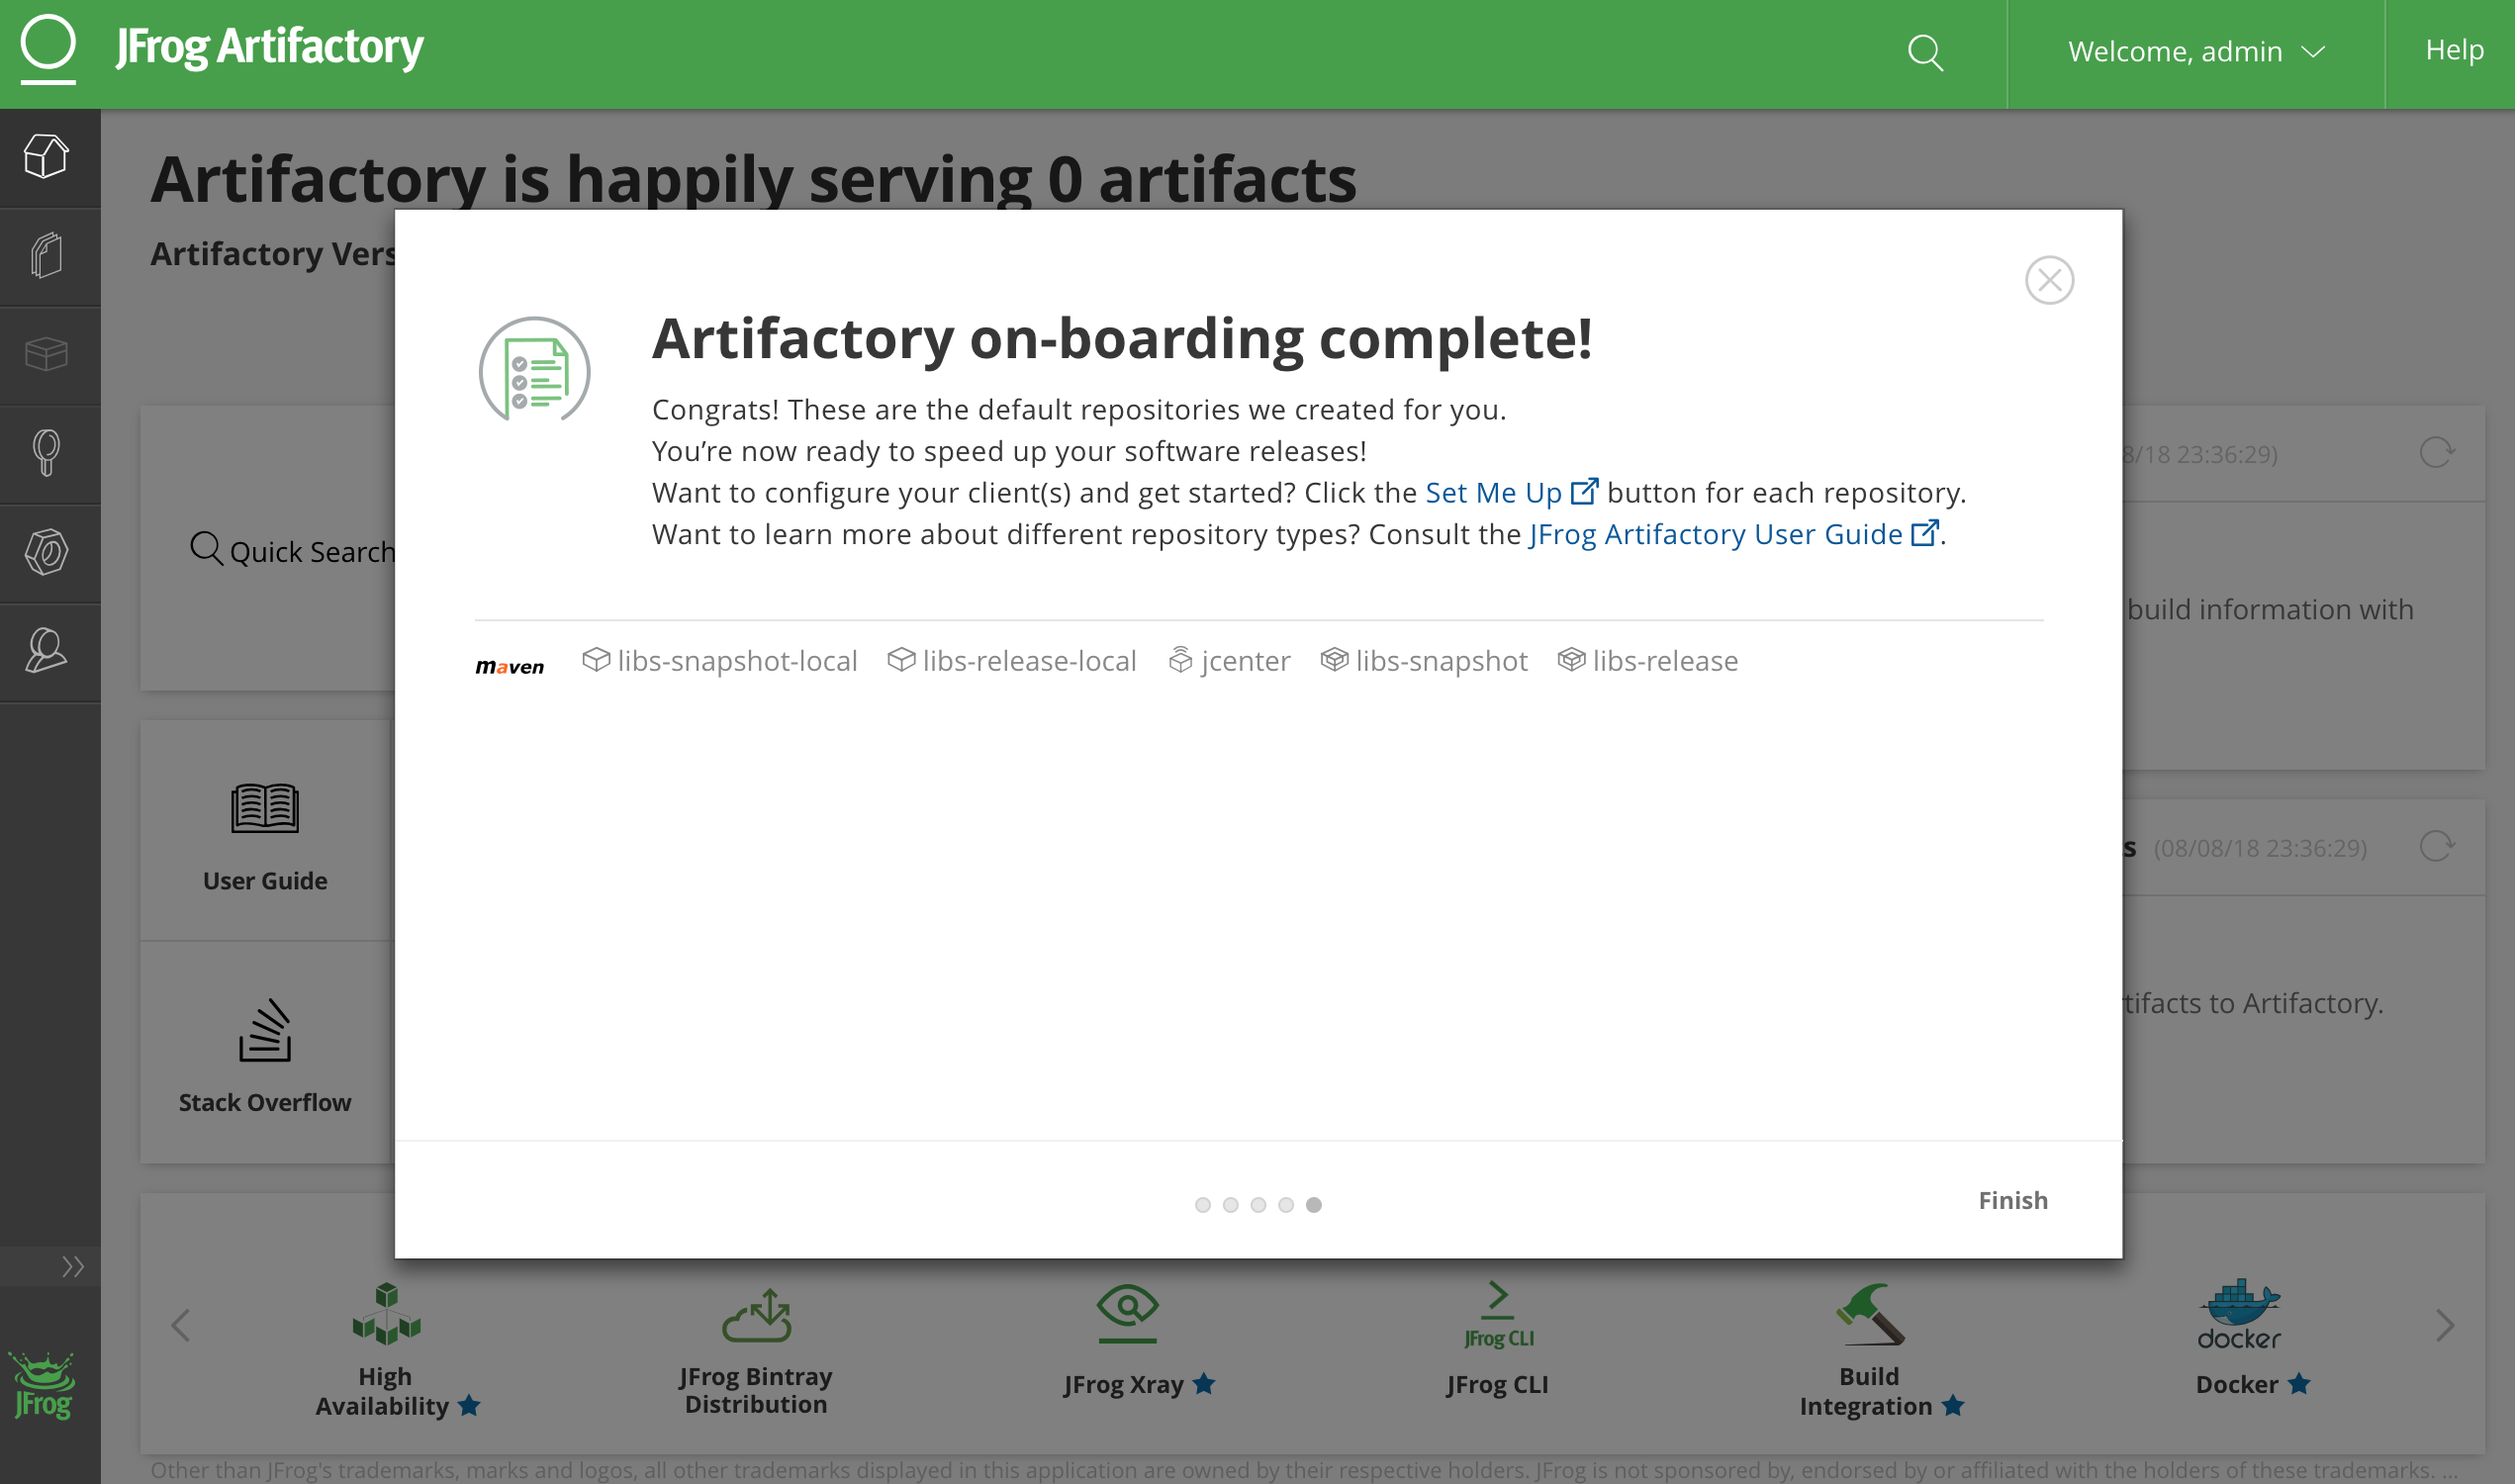 JFrog Artifactory
Welcome, admin
Help
Artifactory is happily serving 0 artifacts
Artifactory Vers
Artifactory on-boarding complete!
Congrats! These are the default repositories we created for you.
You’re now ready to speed up your software releases!
Want to configure your client(s) and get started? Click the Set Me Up button for each repository.
Want to learn more about different repository types? Consult the JFrog Artifactory User Guide.
maven libs-snapshot-local libs-release-local jcenter libs-snapshot libs-release
Finish
Quick Search
8/18 23:36:29)
build information with
User Guide
s (08/08/18 23:36:29)
tifacts to Artifactory.
Stack Overflow
JFrog CLI
docker
High
Availability
JFrog Bintray
Distribution
JFrog Xray
JFrog CLI
Build
Integration
Docker
JFrog
Other than JFrog's trademarks, marks and logos, all other trademarks displayed in this application are owned by their respective holders. JFrog is not sponsored by, endorsed by or affiliated with the holders of these trademarks. ...